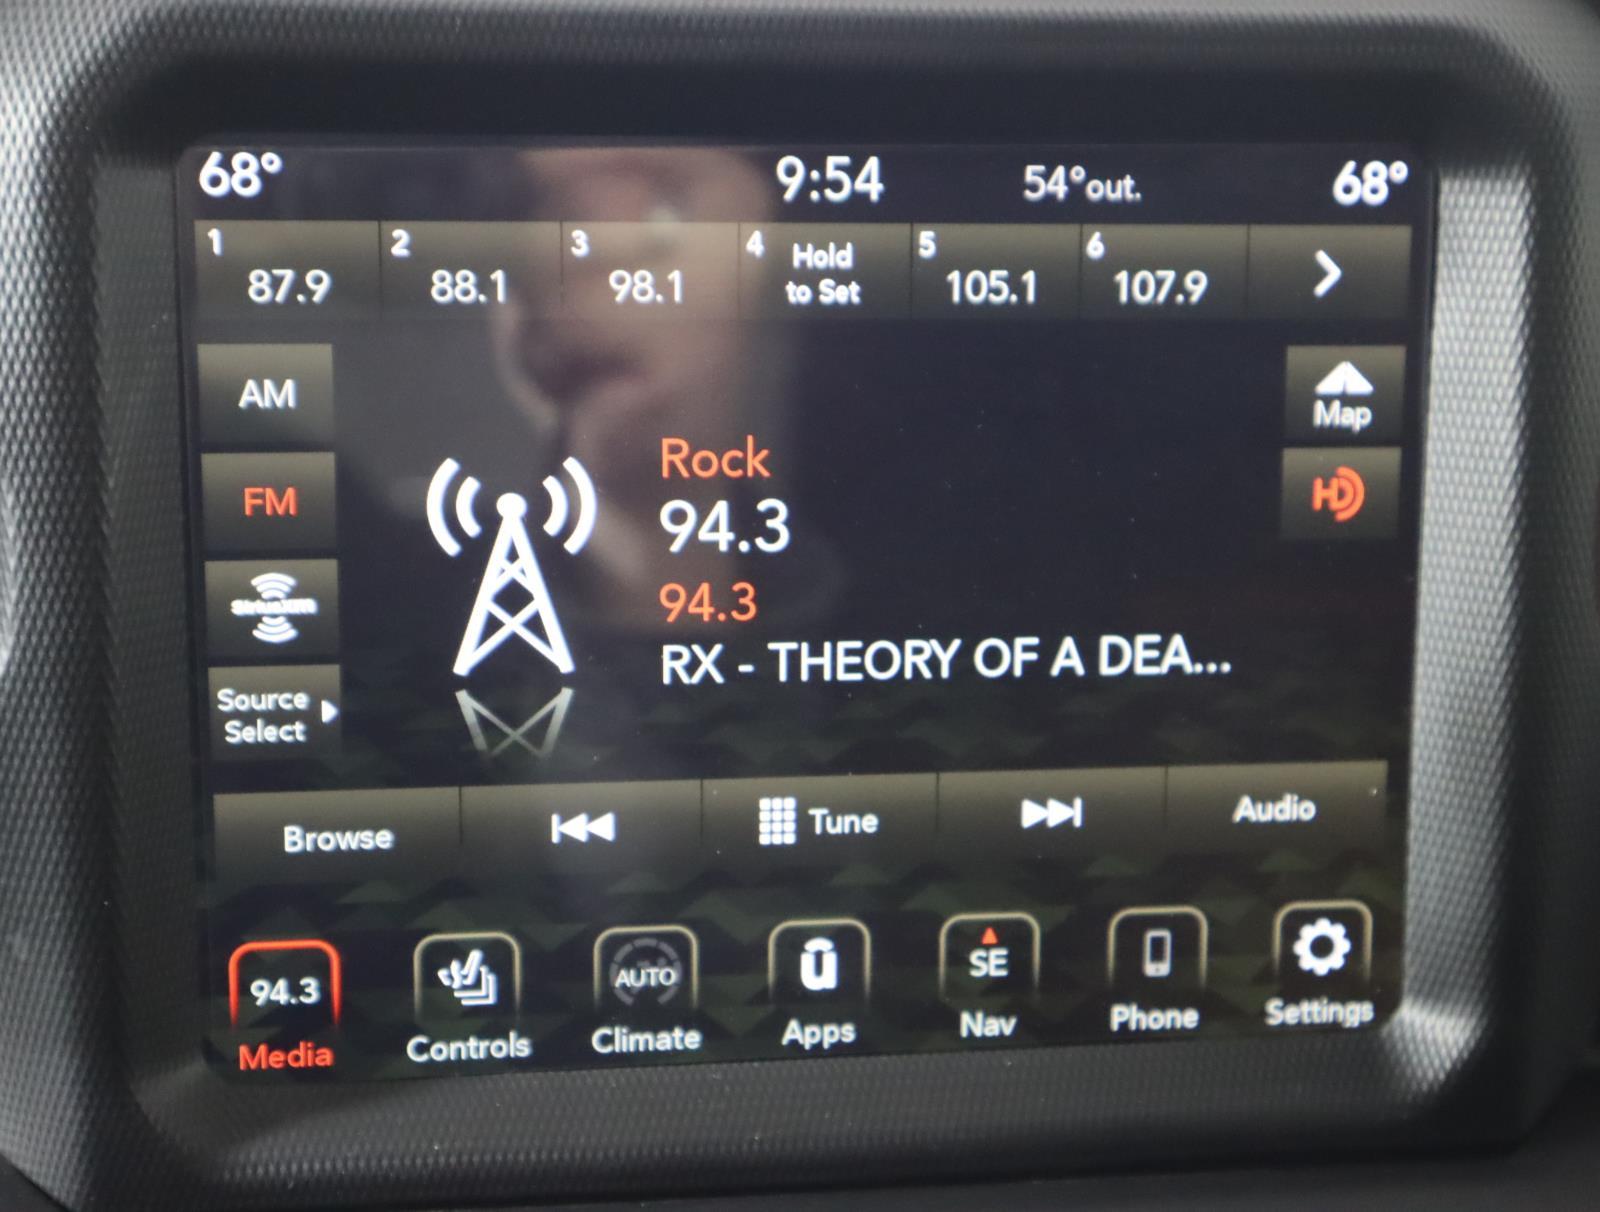 68° 9:54 54°out. 68°
1 87.9 2 88.1 3 98.1 4 Hold to Set 5 105.1 6 107.9
AM
Map
Rock
FM
HD
94.3
94.3
SiriusXM
RX - THEORY OF A DEA...
Source
Select
Browse Tune Audio
94.3 AUTO SE
Media Controls Climate Apps Nav Phone Settings